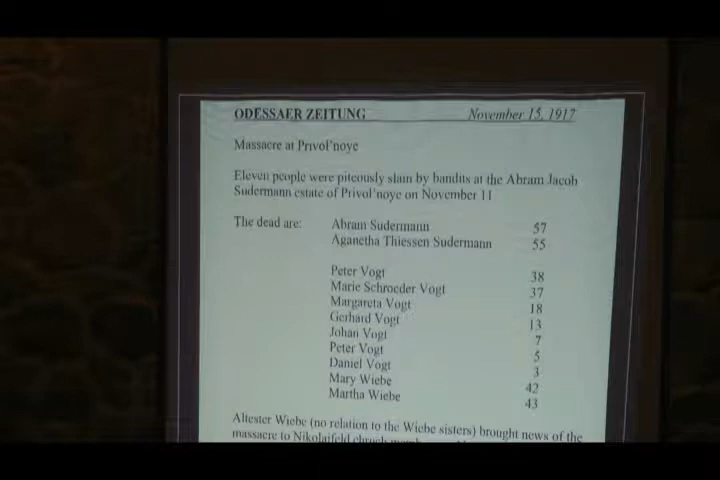 ODESSAER ZEITUNG November 15, 1917
Massacre at Privol'noye
Eleven people were piteously slain by bandits at the Abram Jacob
Sudermann estate of Privol'noye on November 11
The dead are: Abram Sudermann 57
Aganetha Thiessen Sudermann 55
Peter Vogt 38
Marie Schroeder Vogt 37
Margareta Vogt 18
Gerhard Vogt 13
Johan Vogt 7
Peter Vogt 5
Daniel Vogt 3
Mary Wiebe 42
Martha Wiebe 43
Altester Wiebe (no relation to the Wiebe sisters) brought news of the
massacre to Nikolaifeld